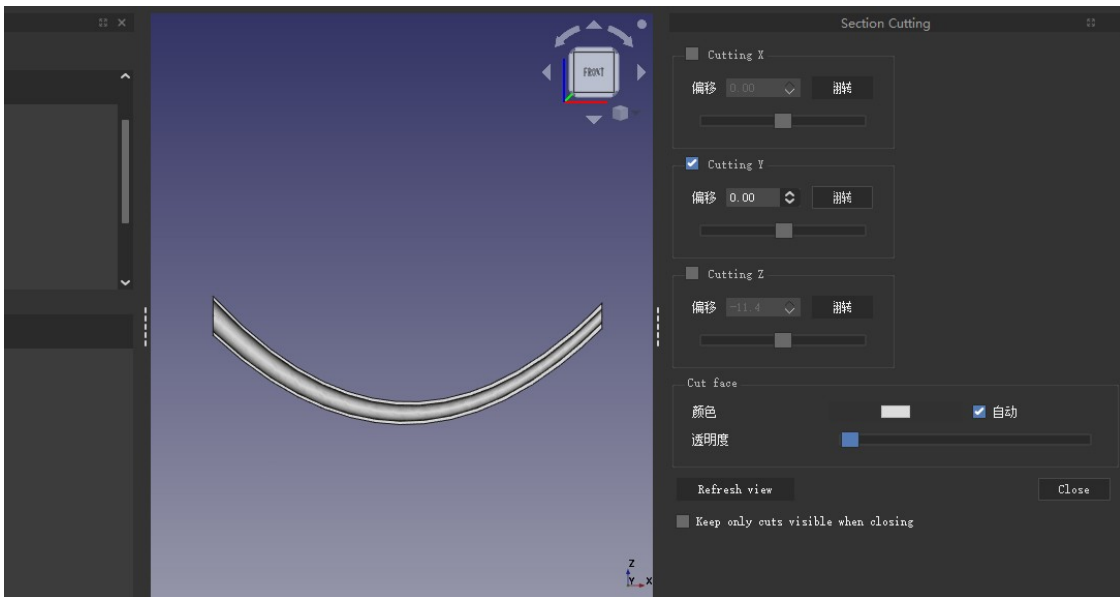 Section Cutting
FRONT
Cutting X
偏移 0.00 翻转
Cutting Y
偏移 0.00 翻转
Cutting Z
偏移 -11.4 翻转
Cut face
颜色 自动
透明度
Refresh view Close
Keep only cuts visible when closing
Z
Y X